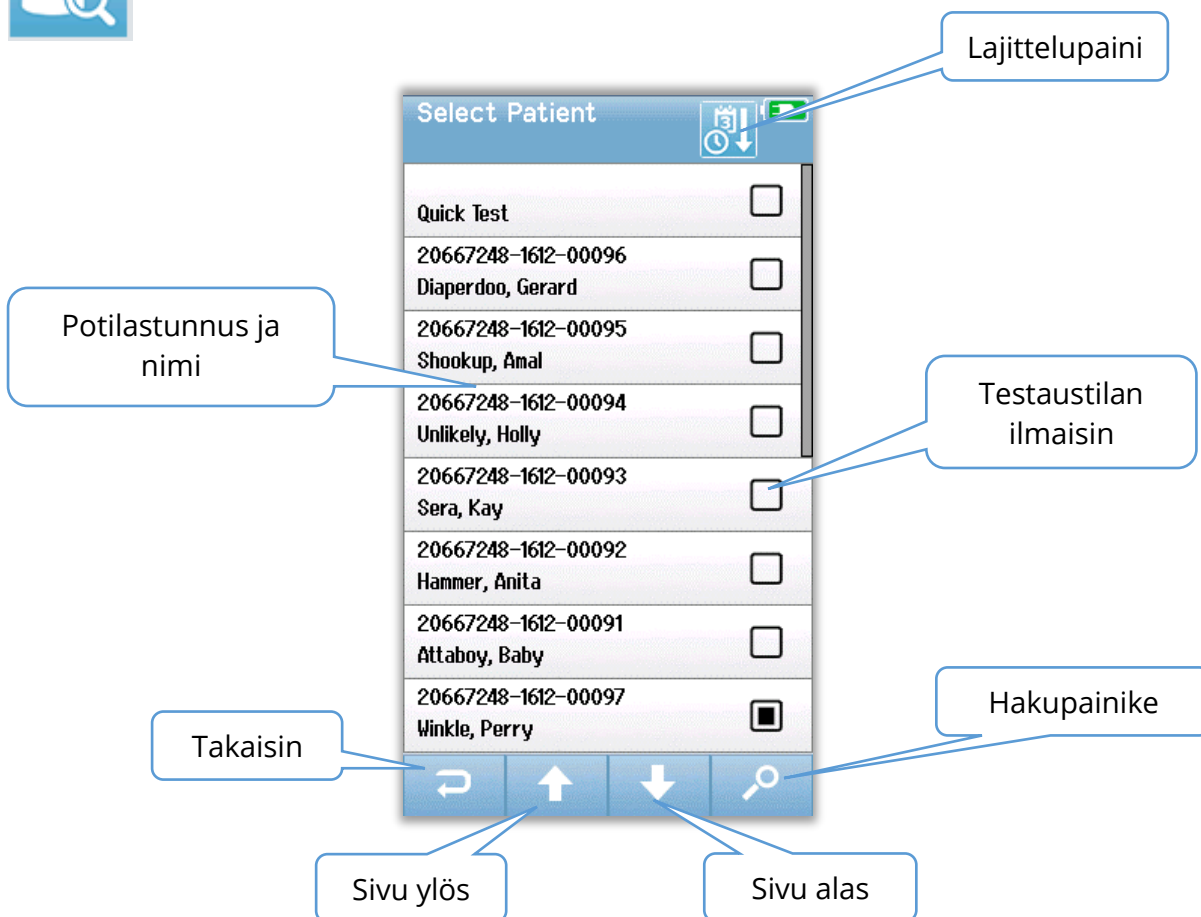 Lajittelupaini
Select Patient
3
Quick Test
20667248-1612-00096
Diaperdoo, Gerard
20667248-1612-00095
Shookup, Amal
Potilastunnus ja
nimi
20667248-1612-00094
Unlikely, Holly
Testaustilan
ilmaisin
20667248-1612-00093
Sera, Kay
20667248-1612-00092
Hammer, Anita
20667248-1612-00091
Attaboy, Baby
20667248-1612-00097
Winkle, Perry
Hakupainike
Takaisin
Sivu ylös
Sivu alas